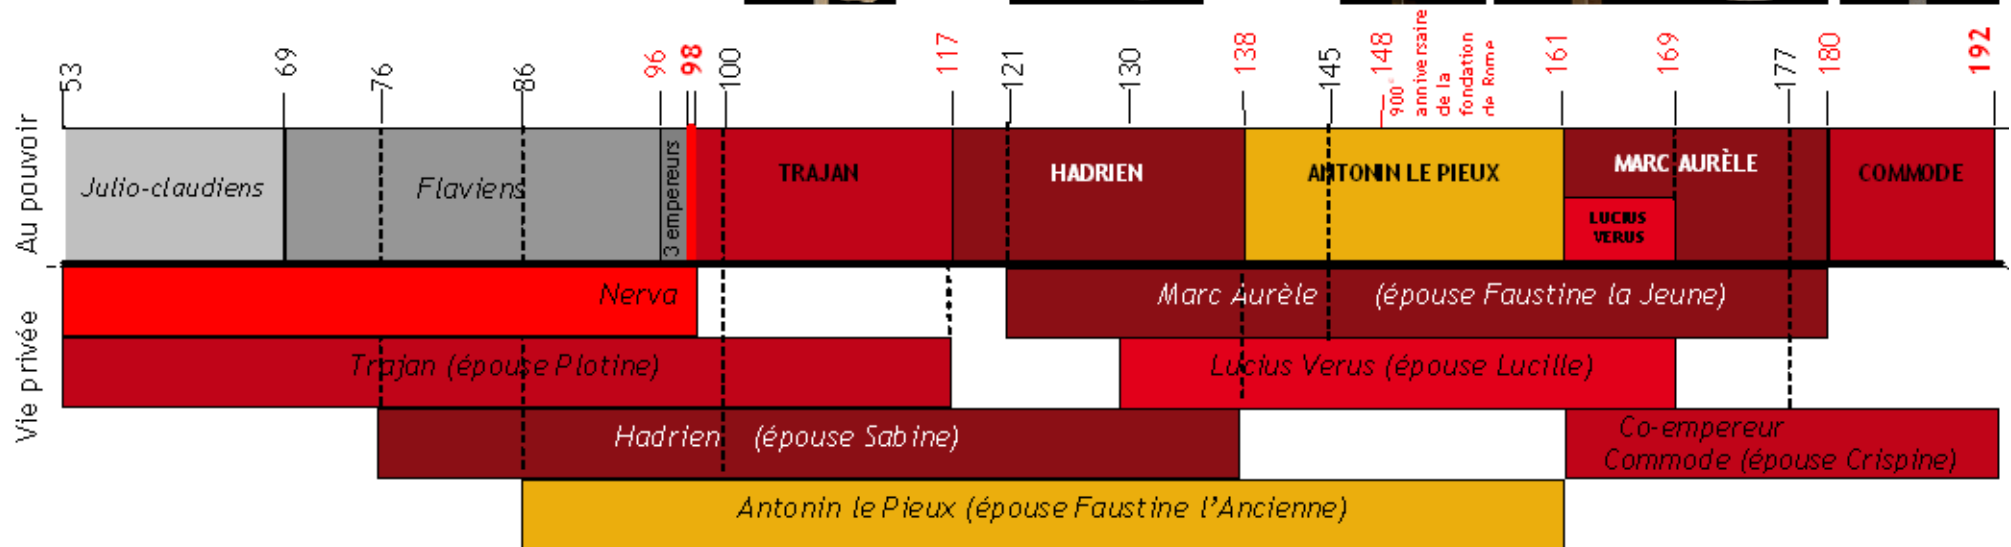 53
69
76
86
96
98
100
117
121
130
138
145
148
900e
anniversaire
de la
fondation
de Rome
161
169
177
180
192
Au pouvoir
Julio-claudiens
Flaviens
3 empereurs
TRAJAN
HADRIEN
ANTONIN LE PIEUX
MARC AURÈLE
LUCIUS
VERUS
COMMODE
Vie privée
Nerva
Marc Aurèle (épouse Faustine la Jeune)
Trajan (épouse Plotine)
Lucius Verus (épouse Lucille)
Hadrien (épouse Sabine)
Co-empereur
Commode (épouse Crispine)
Antonin le Pieux (épouse Faustine l'Ancienne)